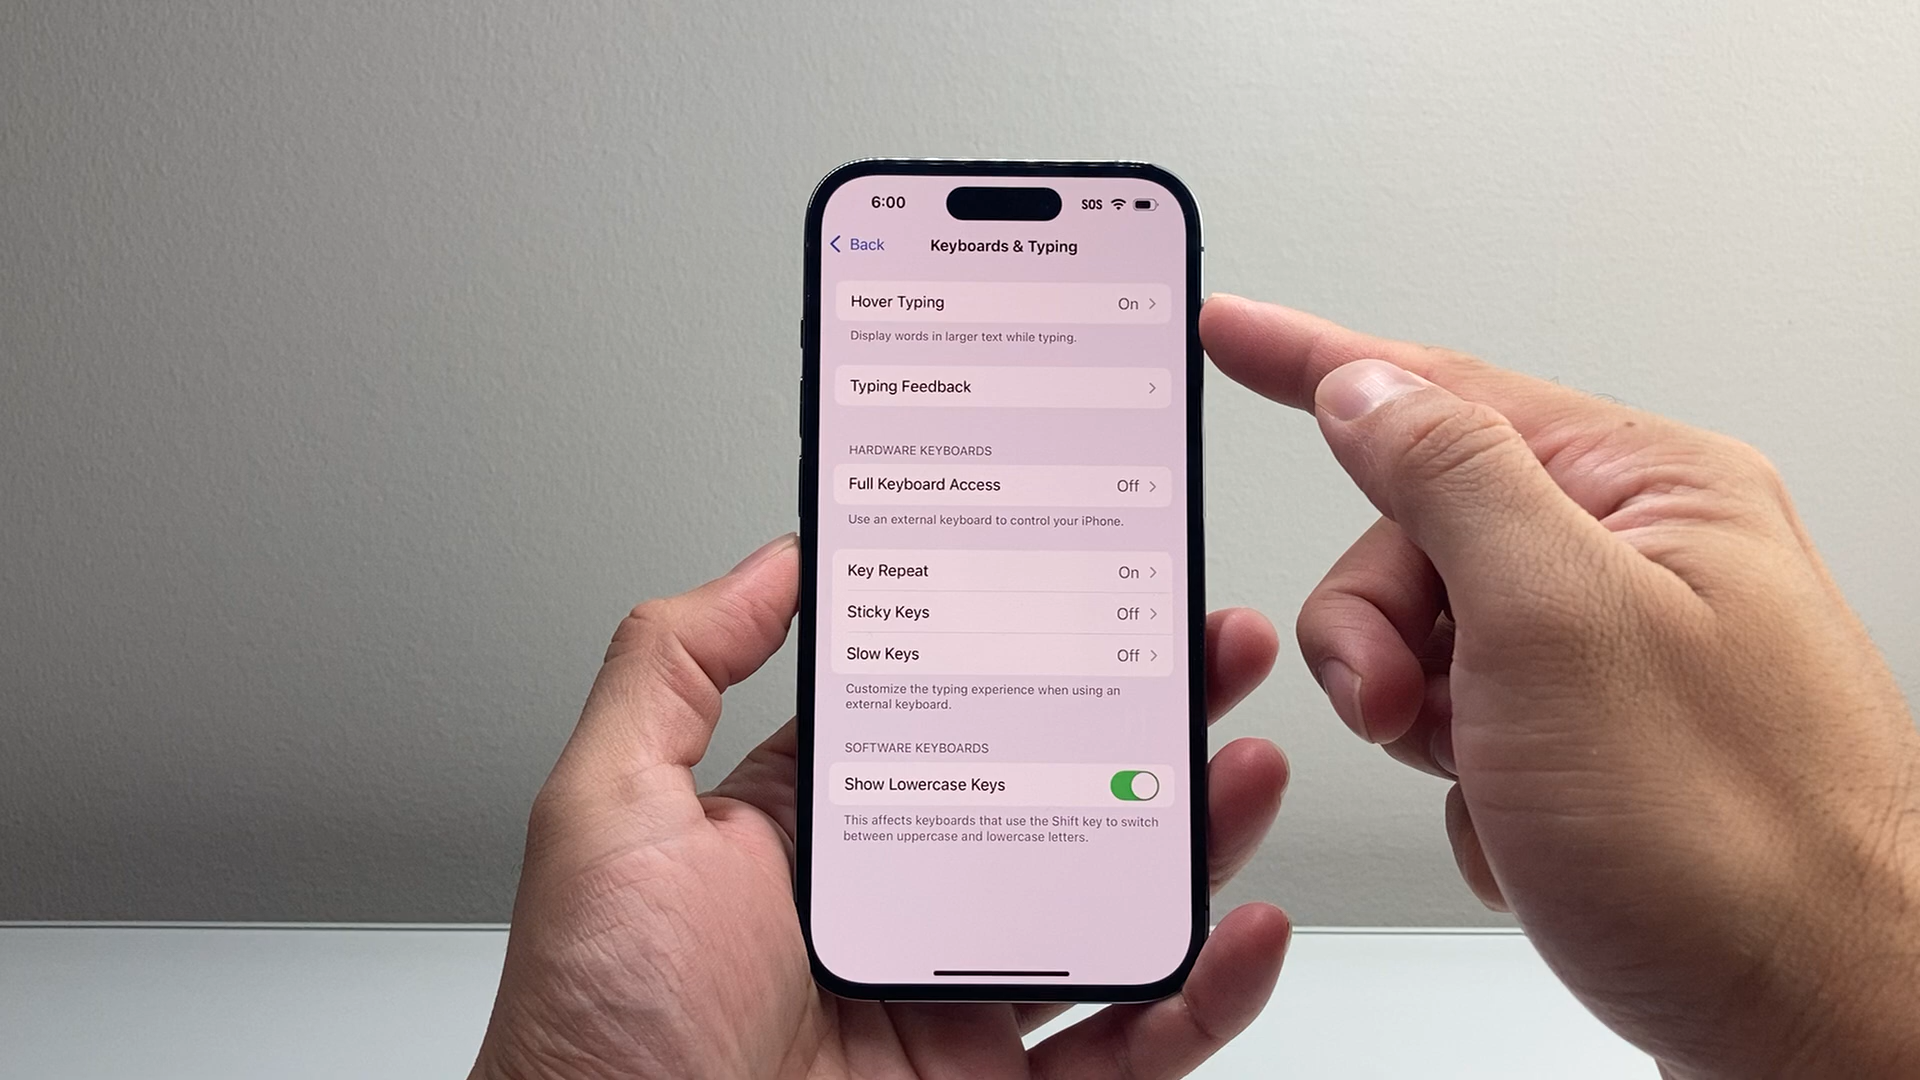 6:00 SOS
Back Keyboards & Typing
Hover Typing On
Display words in larger text while typing.
Typing Feedback
HARDWARE KEYBOARDS
Full Keyboard Access Off
Use an external keyboard to control your iPhone.
Key Repeat On
Sticky Keys Off
Slow Keys Off
Customize the typing experience when using an
external keyboard.
SOFTWARE KEYBOARDS
Show Lowercase Keys
This affects keyboards that use the Shift key to switch
between uppercase and lowercase letters.